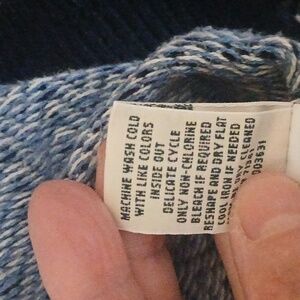 MACHINE WASH COLD
WITH LIKE COLORS
INSIDE OUT
DELICATE CYCLE
ONLY NON-CHLORINE
BLEACH IF REQUIRED
RESHAPE AND DRY FLAT
COOL IRON IF NEEDED
CLEANED
003631